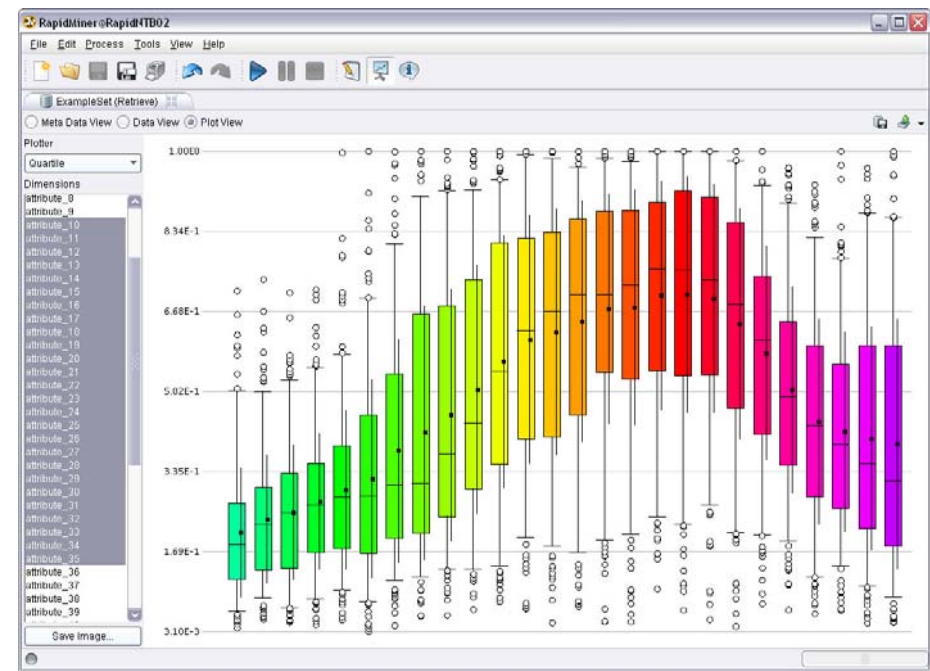 RapidMiner@RapidNTB02
File Edit Process Tools View Help
ExampleSet (Retrieve)
Meta Data View Data View Plot View
Plotter
Quartile
Dimensions
attribute_8
attribute_9
attribute_10
attribute_11
attribute_12
attribute_13
attribute_14
attribute_15
attribute_16
attribute_17
attribute_18
attribute_19
attribute_20
attribute_21
attribute_22
attribute_23
attribute_24
attribute_25
attribute_26
attribute_27
attribute_28
attribute_29
attribute_30
attribute_31
attribute_32
attribute_33
attribute_34
attribute_35
attribute_36
attribute_37
attribute_38
attribute_39
Save Image...
1.00E0
8.34E-1
6.68E-1
5.02E-1
3.35E-1
1.69E-1
3.10E-3